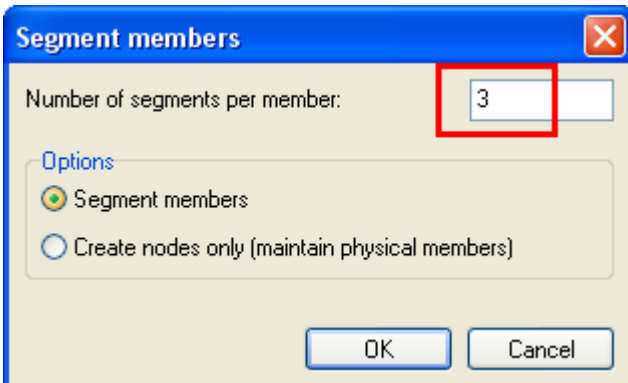 Segment members
Number of segments per member: 3
Options
Segment members
Create nodes only (maintain physical members)
OK Cancel